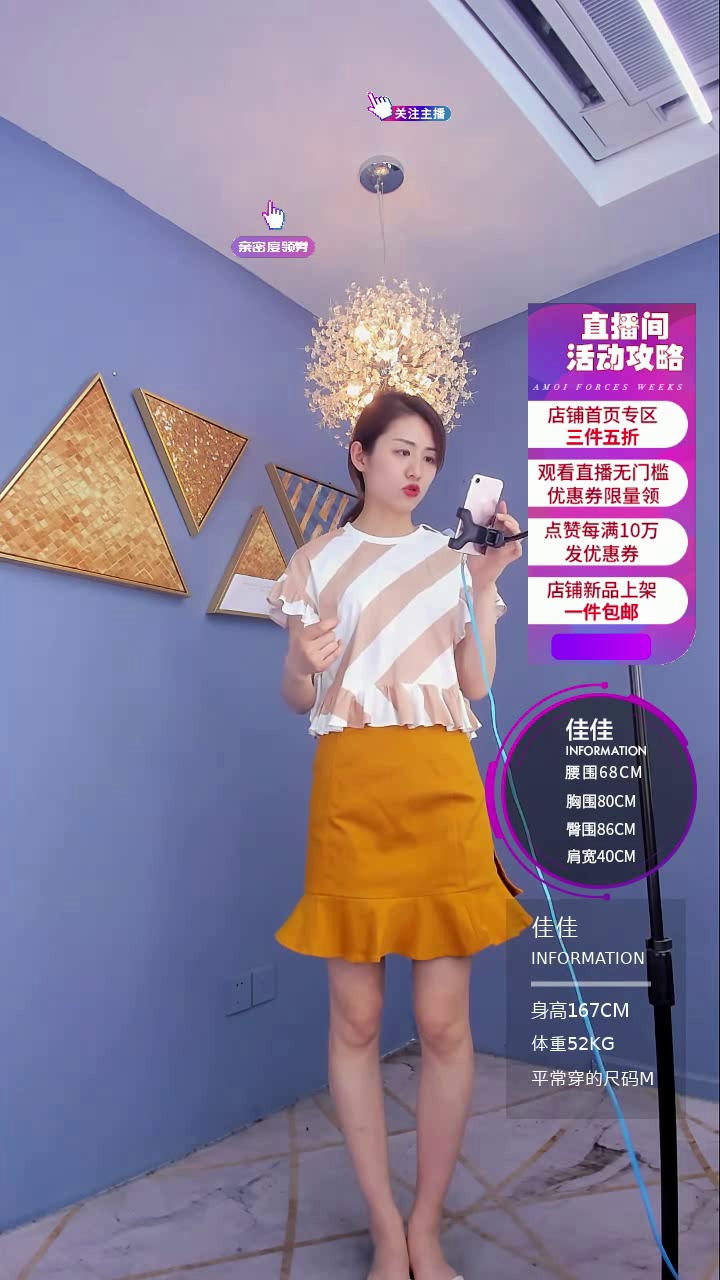 关注主播
亲密度领券
直播间
活动攻略
AMOI FORCES WEEKS
店铺首页专区
三件五折
观看直播无门槛
优惠券限量领
点赞每满10万
发优惠券
店铺新品上架
一件包邮
佳佳
INFORMATION
腰围68CM
胸围80CM
臀围86CM
肩宽40CM
佳佳
INFORMATION
身高167CM
体重52KG
平常穿的尺码M